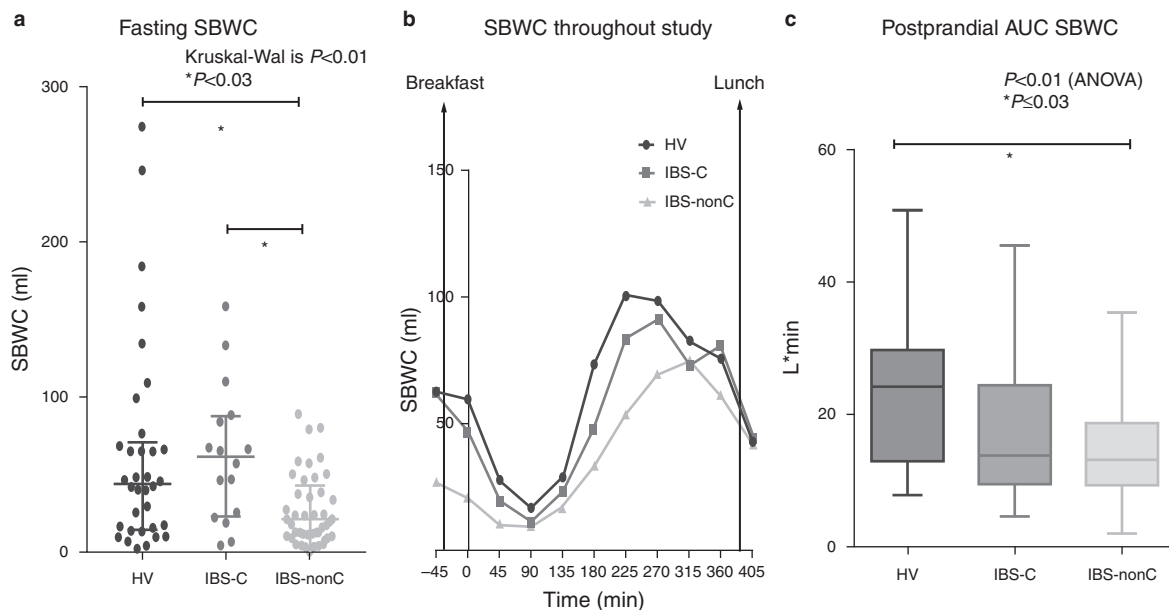 a
Fasting SBWC
Kruskal-Wal is P<0.01
*P<0.03
300
200
100
0
SBWC (ml)
*
*
HV
IBS-C
IBS-nonC
b
SBWC throughout study
Breakfast
Lunch
150
100
50
SBWC (ml)
HV
IBS-C
IBS-nonC
–45 0 45 90 135 180 225 270 315 360 405
Time (min)
c
Postprandial AUC SBWC
P<0.01 (ANOVA)
*P≤0.03
60
40
20
0
L*min
*
HV
IBS-C
IBS-nonC